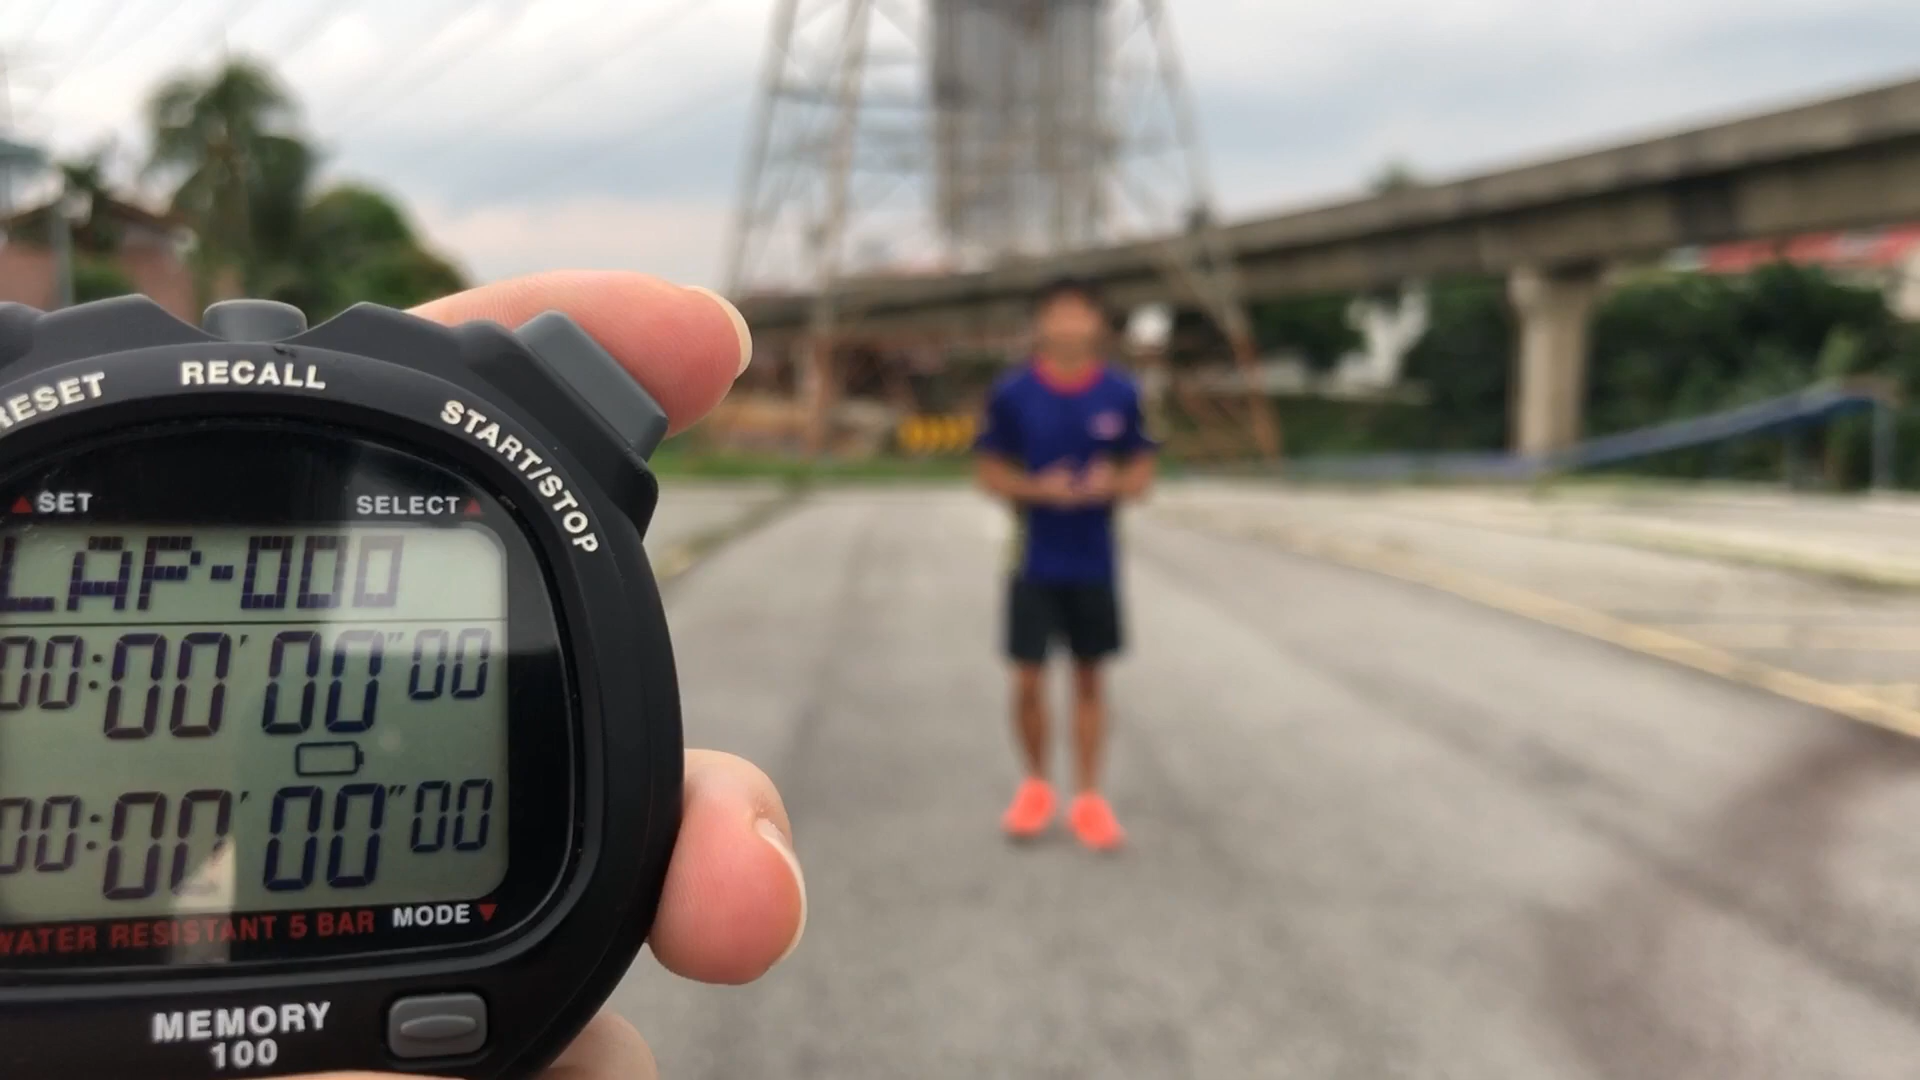 RESET RECALL START/STOP
SET SELECT
LAP-000
00:00'00"00
00:00'00"00
WATER RESISTANT 5 BAR MODE
MEMORY
100